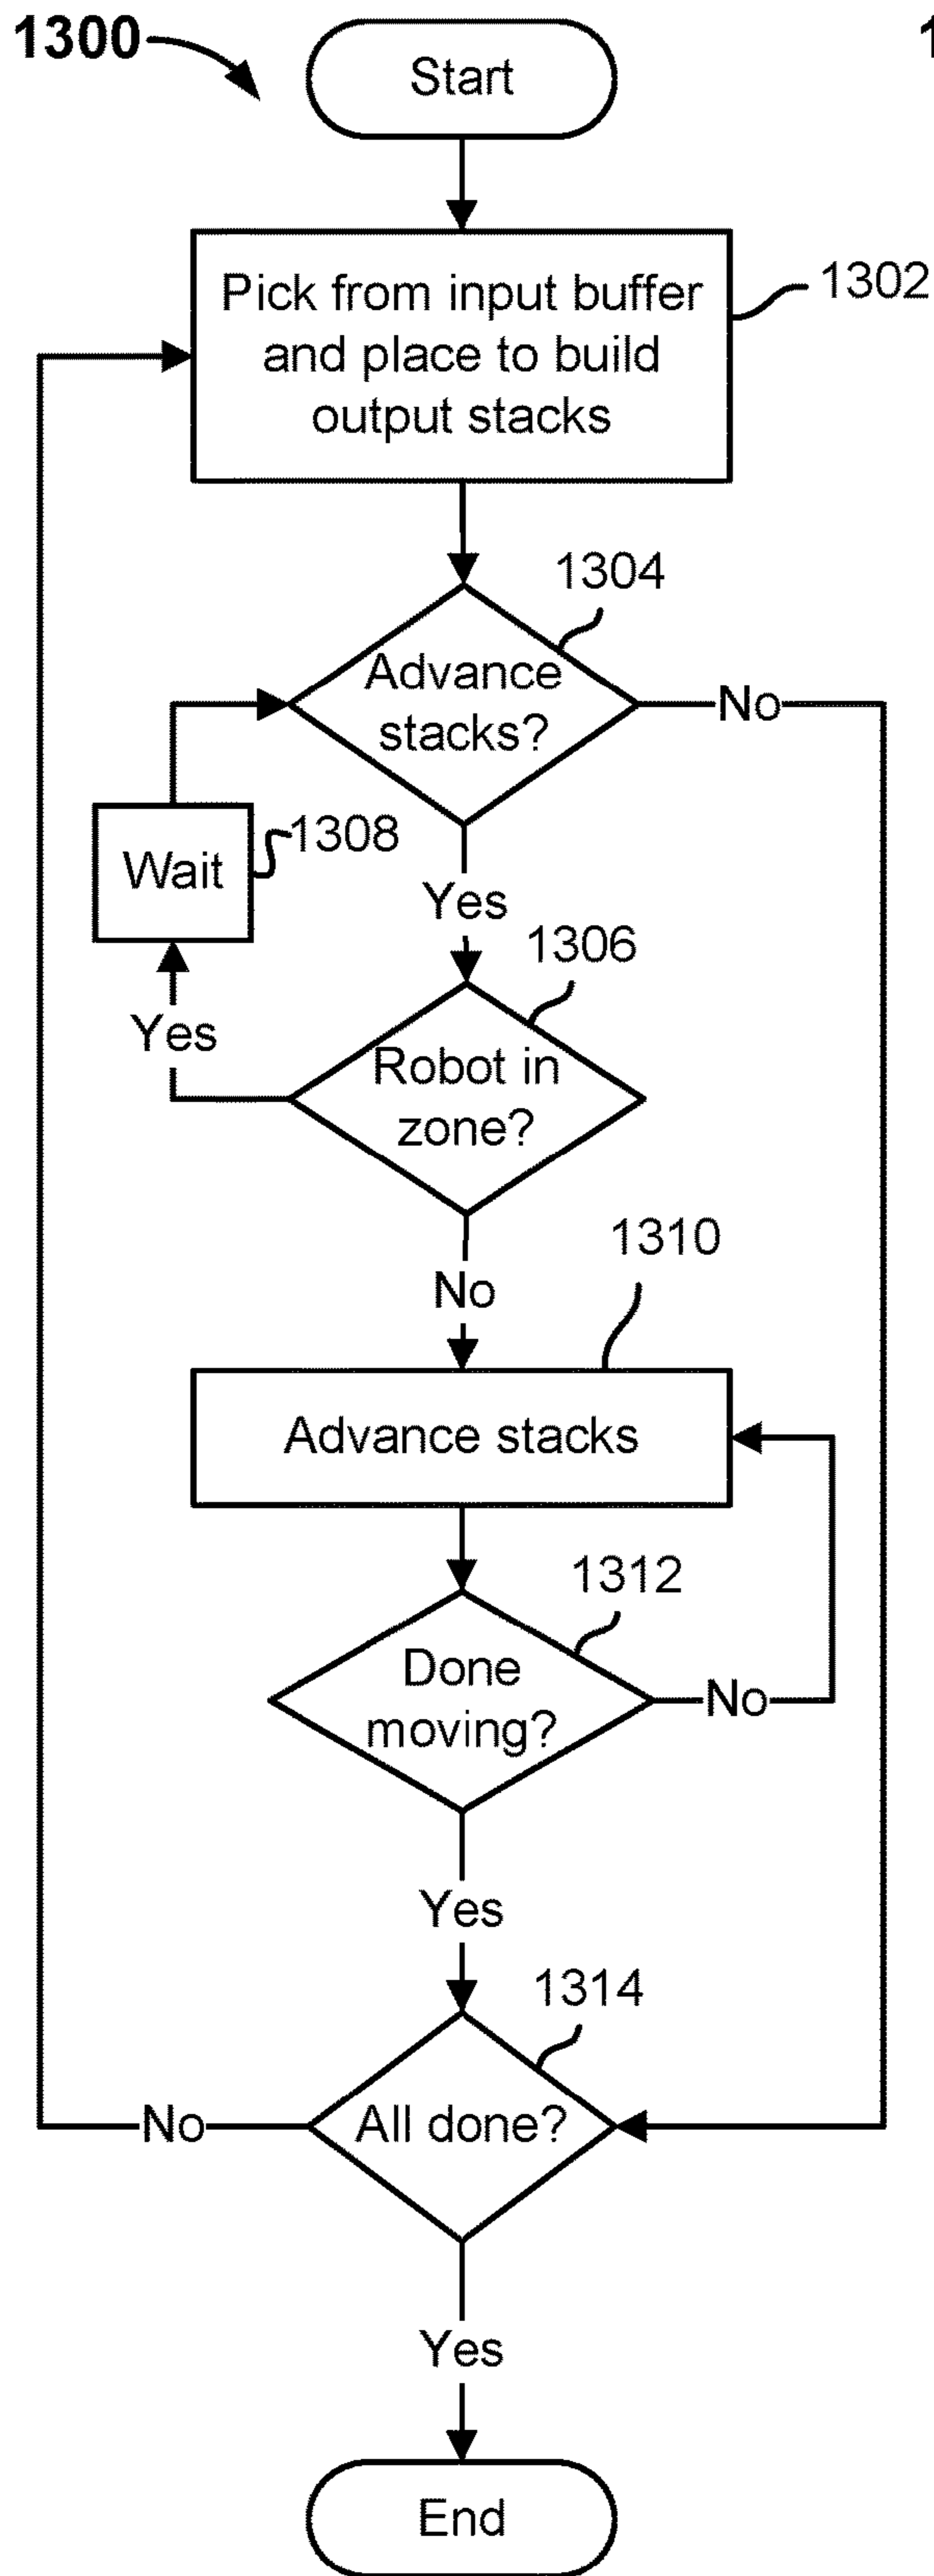 1300
Start
Pick from input buffer
and place to build
output stacks
1302
1304
Advance
stacks?
No
Wait
1308
Yes
1306
Yes
Robot in
zone?
No
1310
Advance stacks
1312
Done
moving?
No
Yes
1314
All done?
No
Yes
End